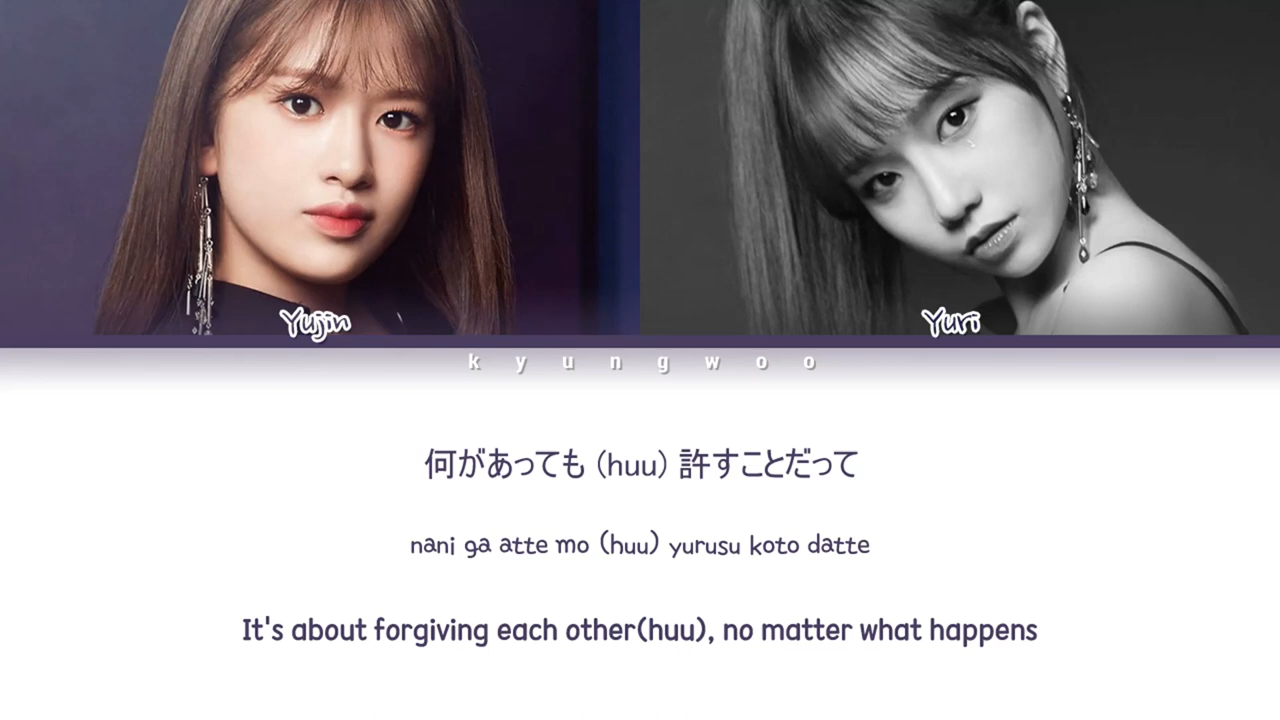 Yujin Yuri
kyungwoo
何があっても (huu) 許すことだって
nani ga atte mo (huu) yurusu koto datte
It's about forgiving each other(huu), no matter what happens